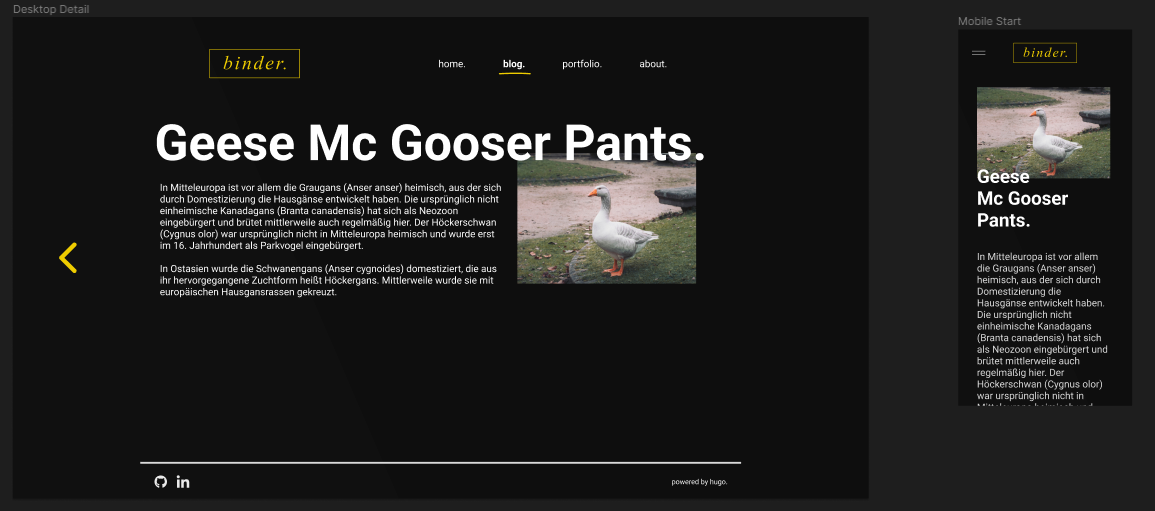 Desktop Detail
binder.
home.
blog.
portfolio.
about.
Geese Mc Gooser Pants.
In Mitteleuropa ist vor allem die Graugans (Anser anser) heimisch, aus der sich
durch Domestizierung die Hausgänse entwickelt haben. Die ursprünglich nicht
einheimische Kanadagans (Branta canadensis) hat sich als Neozoon
eingebürgert und brütet mittlerweile auch regelmäßig hier. Der Höckerschwan
(Cygnus olor) war ursprünglich nicht in Mitteleuropa heimisch und wurde erst
im 16. Jahrhundert als Parkvogel eingebürgert.
In Ostasien wurde die Schwanengans (Anser cygnoides) domestiziert, die aus
ihr hervorgegangene Zuchtform heißt Höckergans. Mittlerweile wurde sie mit
europäischen Hausgansrassen gekreuzt.
in
powered by hugo.
Mobile Start
binder.
Geese
Mc Gooser
Pants.
In Mitteleuropa ist vor allem
die Graugans (Anser anser)
heimisch, aus der sich durch
Domestizierung die
Hausgänse entwickelt haben.
Die ursprünglich nicht
einheimische Kanadagans
(Branta canadensis) hat sich
als Neozoon eingebürgert und
brütet mittlerweile auch
regelmäßig hier. Der
Höckerschwan (Cygnus olor)
war ursprünglich nicht in